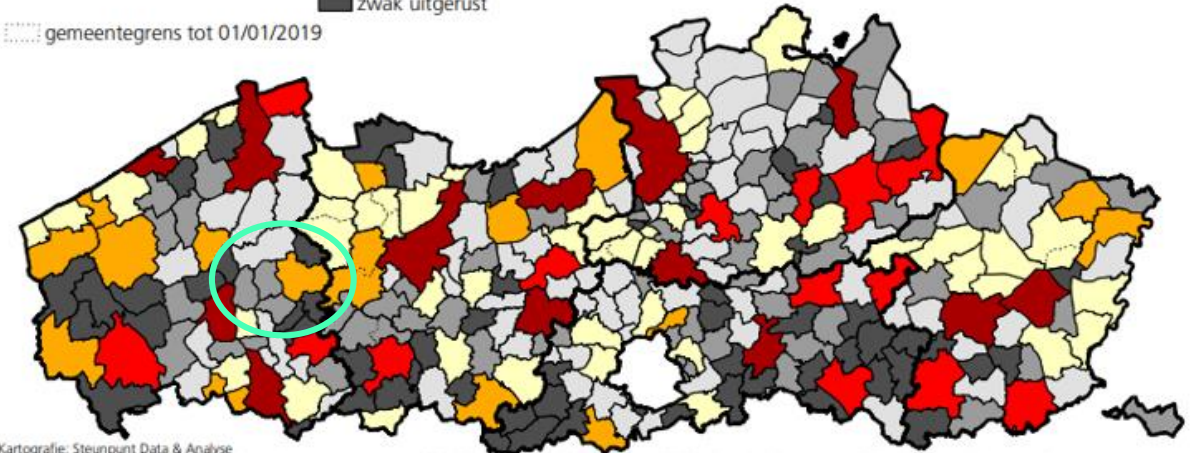 zwak uitgerust
gemeentegrens tot 01/01/2019
Kartografie: Steunpunt Data & Analyse